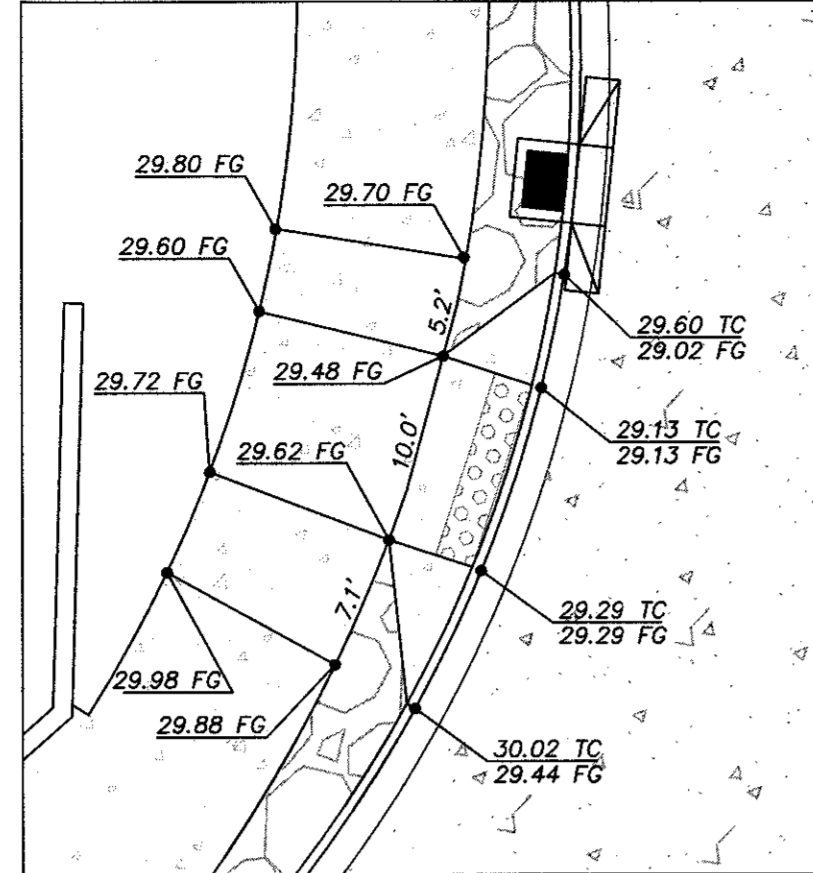 29.80 FG
29.70 FG
29.60 FG
5.2'
29.60 TC
29.02 FG
29.48 FG
29.72 FG
29.13 TC
29.13 FG
29.62 FG
10.0'
7.1'
29.29 TC
29.29 FG
29.98 FG
29.88 FG
30.02 TC
29.44 FG